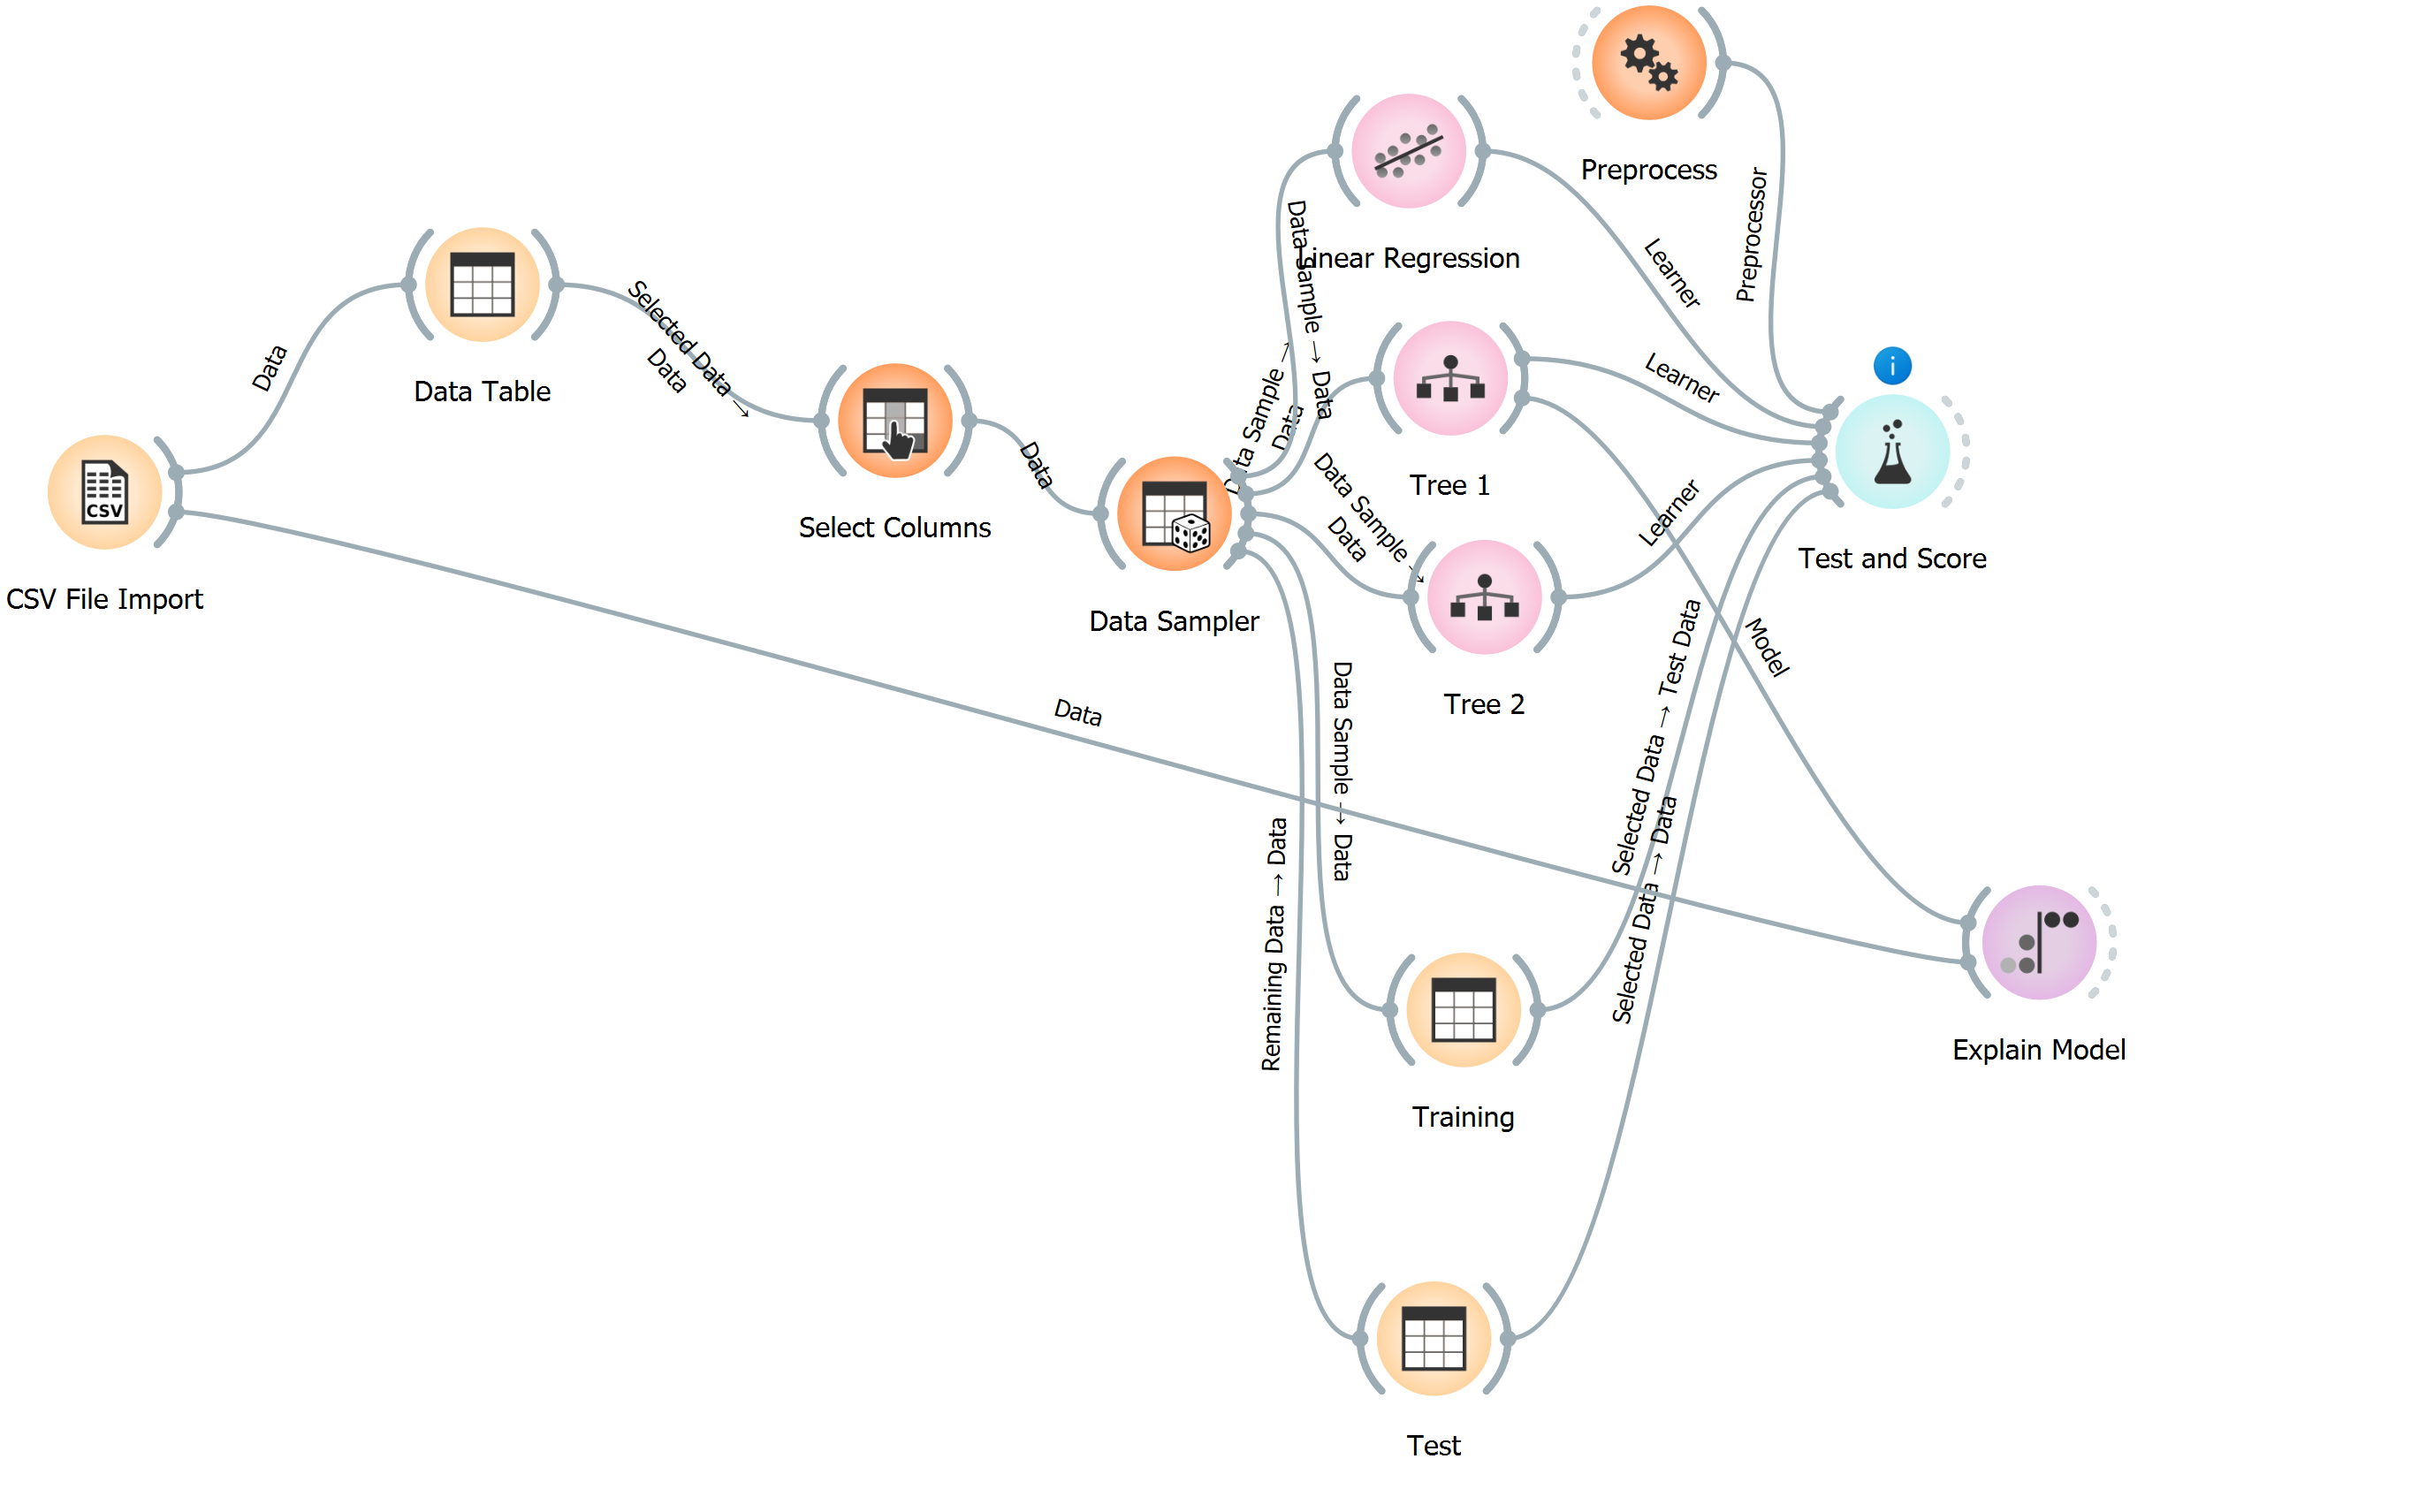 Preprocess
Preprocessor
Linear Regression
Learner
Data Sample → Data
Data
Data Table
Selected Data →
Data
Select Columns
Data
CSV
CSV File Import
Data Sampler
Data Sample →
Data
Tree 1
Learner
Data Sample →
Data
Tree 2
Learner
i
Test and Score
Model
Data
Data Sample → Data
Remaining Data → Data
Selected Data → Test Data
Selected Data → Data
Training
Explain Model
Test